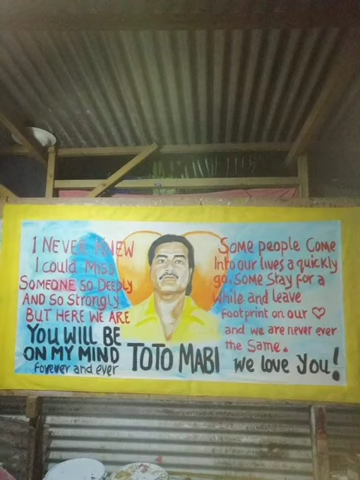 I NEVER KNEW
I could Miss
SOMEONE SO Deeply
AND SO Strongly
BUT HERE WE ARE
YOU WILL BE
ON MY MIND
Forever and ever
TOTO MABI
Some people Come
Into our lives a quickly
go. Some Stay for a
While and leave
footprint on our ♡
and we are never ever
the Same.
We love You!